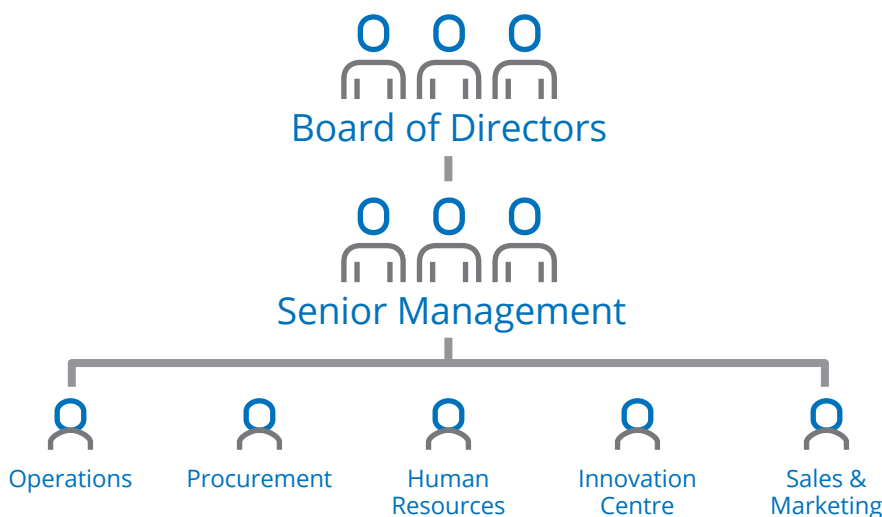 Board of Directors
Senior Management
Operations
Procurement
Human
Resources
Innovation
Centre
Sales &
Marketing